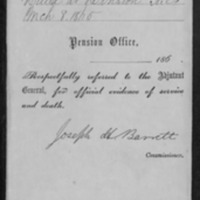 Mch 8. 1865
Pension Office,
186 .
Respectfully referred to the Adjutant
General, for official evidence of service
and death.
Joseph H Barrett
Commissioner.